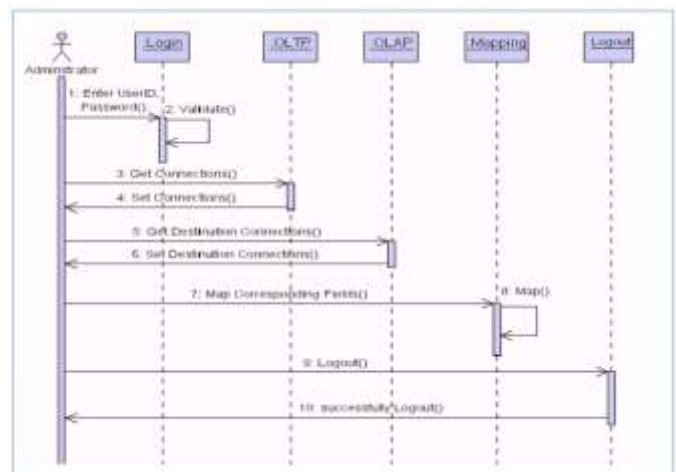 Login
OLTP
OLAP
Mapping
Logout
Administrator
1: Enter UserID,
Password()
2: Validate()
3: Get Connections()
4: Set Connections()
5: Get Destination Connections()
6: Set Destination Connections()
7: Map Corresponding Fields()
8: Map()
9: Logout()
10: successfully Logout()